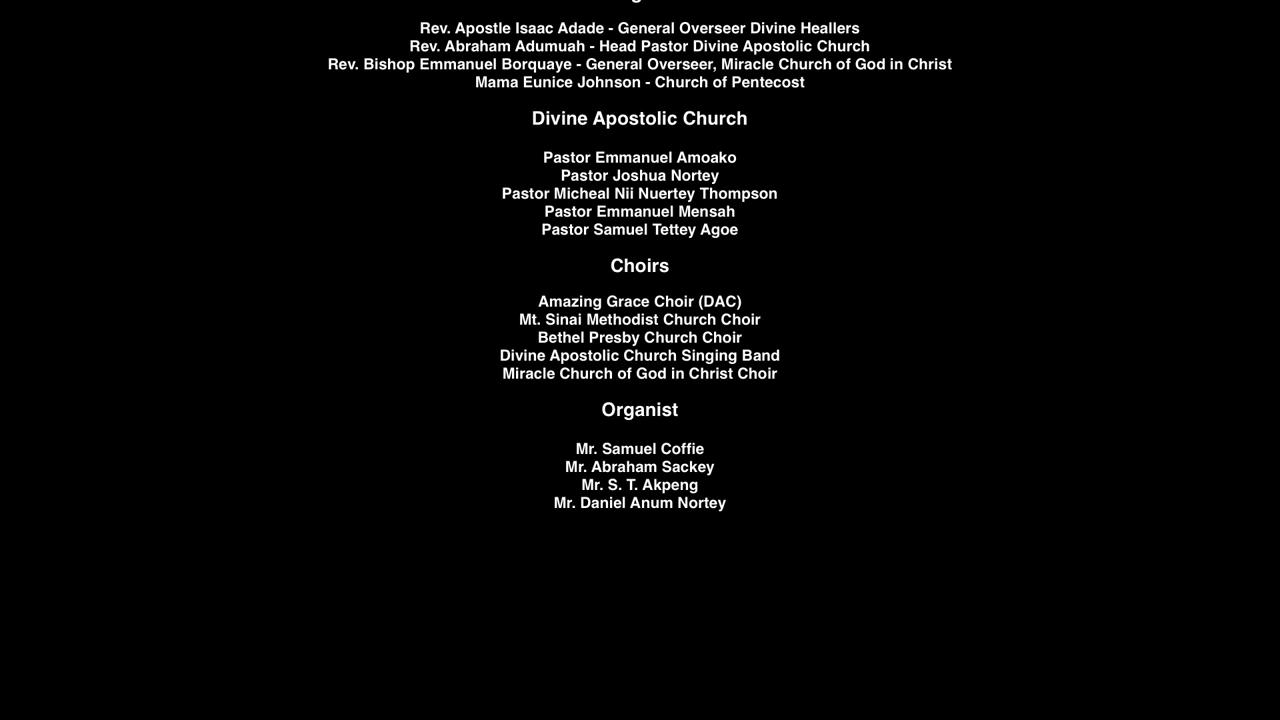 Rev. Apostle Isaac Adade - General Overseer Divine Heallers
Rev. Abraham Adumuah - Head Pastor Divine Apostolic Church
Rev. Bishop Emmanuel Borquaye - General Overseer, Miracle Church of God in Christ
Mama Eunice Johnson - Church of Pentecost
Divine Apostolic Church
Pastor Emmanuel Amoako
Pastor Joshua Nortey
Pastor Micheal Nii Nuertey Thompson
Pastor Emmanuel Mensah
Pastor Samuel Tettey Agoe
Choirs
Amazing Grace Choir (DAC)
Mt. Sinai Methodist Church Choir
Bethel Presby Church Choir
Divine Apostolic Church Singing Band
Miracle Church of God in Christ Choir
Organist
Mr. Samuel Coffie
Mr. Abraham Sackey
Mr. S. T. Akpeng
Mr. Daniel Anum Nortey